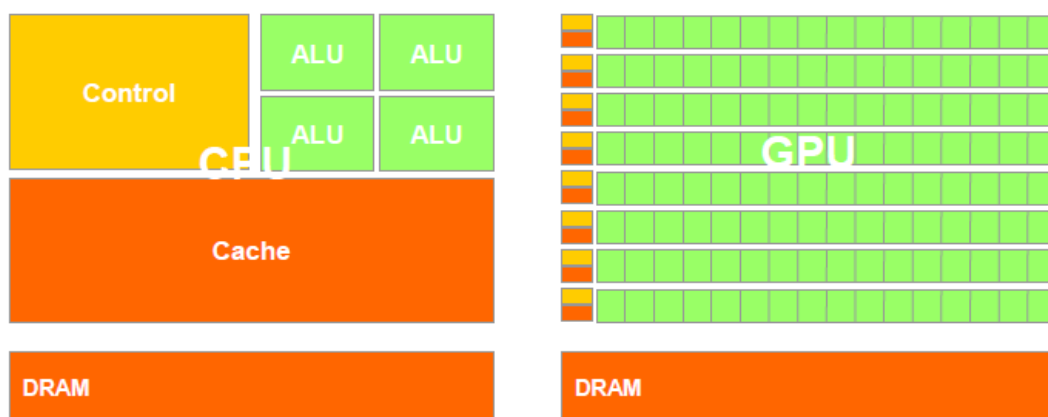 Control
ALU ALU
ALU ALU
CPU
Cache
DRAM
GPU
DRAM